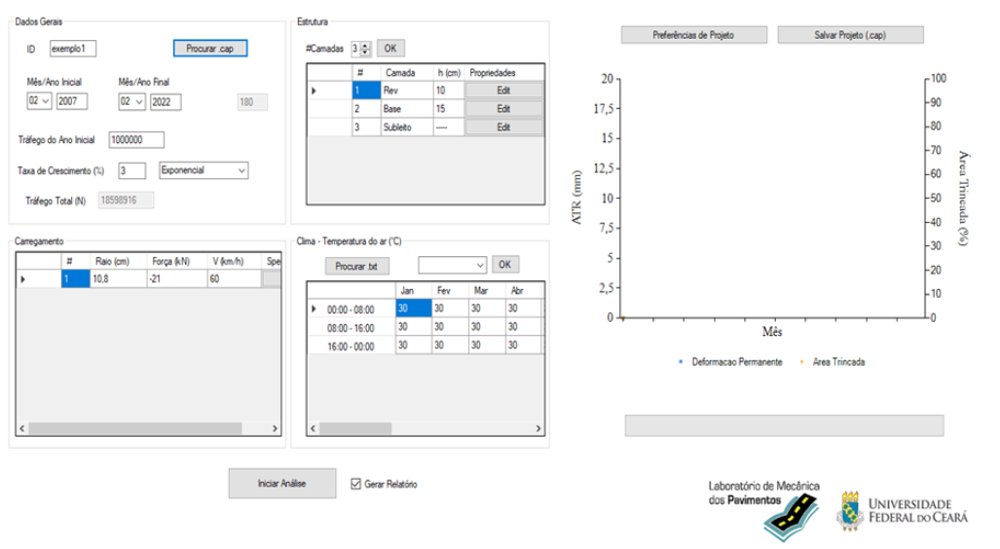 Dados Gerais
ID exemplo1 Procurar .cap
Mês/Ano Inicial Mês/Ano Final
02 2007 02 2022 180
Tráfego do Ano Inicial 1000000
Taxa de Crescimento (%) 3 Exponencial
Tráfego Total (N) 18598916
Estrutura
#Camadas 3 OK
# Camada h (cm) Propriedades
1 Rev 10 Edit
2 Base 15 Edit
3 Subleito ---- Edit
Carregamento
# Raio (cm) Força (kN) V (km/h) Spe
1 10,8 -21 60
Clima - Temperatura do ar (°C)
Procurar .txt OK
Jan Fev Mar Abr
00:00 - 08:00 30 30 30 30
08:00 - 16:00 30 30 30 30
16:00 - 00:00 30 30 30 30
Iniciar Análise Gerar Relatório
Preferências de Projeto Salvar Projeto (.cap)
20 100
17,5 90
15 80
12,5 70
10 60
7,5 50
5 40
2,5 30
0 20
10
0
ATR (mm)
Área Trincada (%)
Mês
Deformacao Permanente Area Trincada
Laboratório de Mecânica
dos Pavimentos
UNIVERSIDADE
FEDERAL DO CEARÁ